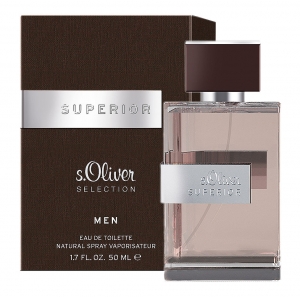 SUPERIOR
s.Oliver
SELECTION
MEN
EAU DE TOILETTE
NATURAL SPRAY VAPORISATEUR
1.7 FL. OZ. 50 ML e
s.Oliver
SUPERIOR